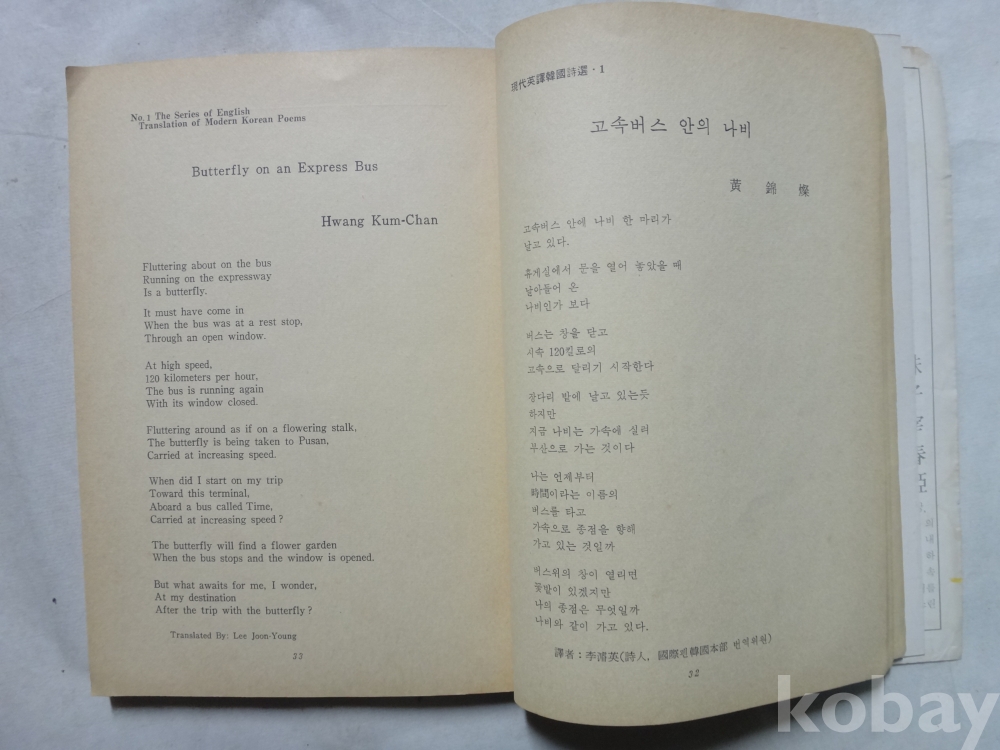 No. 1 The Series of English
Translation of Modern Korean Poems
Butterfly on an Express Bus
Hwang Kum-Chan
Fluttering about on the bus
Running on the expressway
Is a butterfly.
It must have come in
When the bus was at a rest stop,
Through an open window.
At high speed,
120 kilometers per hour,
The bus is running again
With its window closed.
Fluttering around as if on a flowering stalk,
The butterfly is being taken to Pusan,
Carried at increasing speed.
When did I start on my trip
Toward this terminal,
Aboard a bus called Time,
Carried at increasing speed?
The butterfly will find a flower garden
When the bus stops and the window is opened.
But what awaits for me, I wonder,
At my destination
After the trip with the butterfly?
Translated By: Lee Joon-Young
33
現代英譯韓國詩選·1
고속버스 안의 나비
黃錦燦
고속버스 안에 나비 한 마리가
날고 있다.
휴게실에서 문을 열어 놓았을 때
날아들어 온
나비인가 보다
버스는 창을 닫고
시속 120킬로의
고속으로 달리기 시작한다
장다리 밭에 날고 있는듯
하지만
지금 나비는 가속에 실려
부산으로 가는 것이다
나는 언제부터
時間이라는 이름의
버스를 타고
가속으로 종점을 향해
가고 있는 것일까
버스위의 창이 열리면
꽃밭이 있겠지만
나의 종점은 무엇일까
나비와 같이 가고 있다.
譯者:李浚英(詩人, 國際펜韓國本部 번역위원)
32
kobay